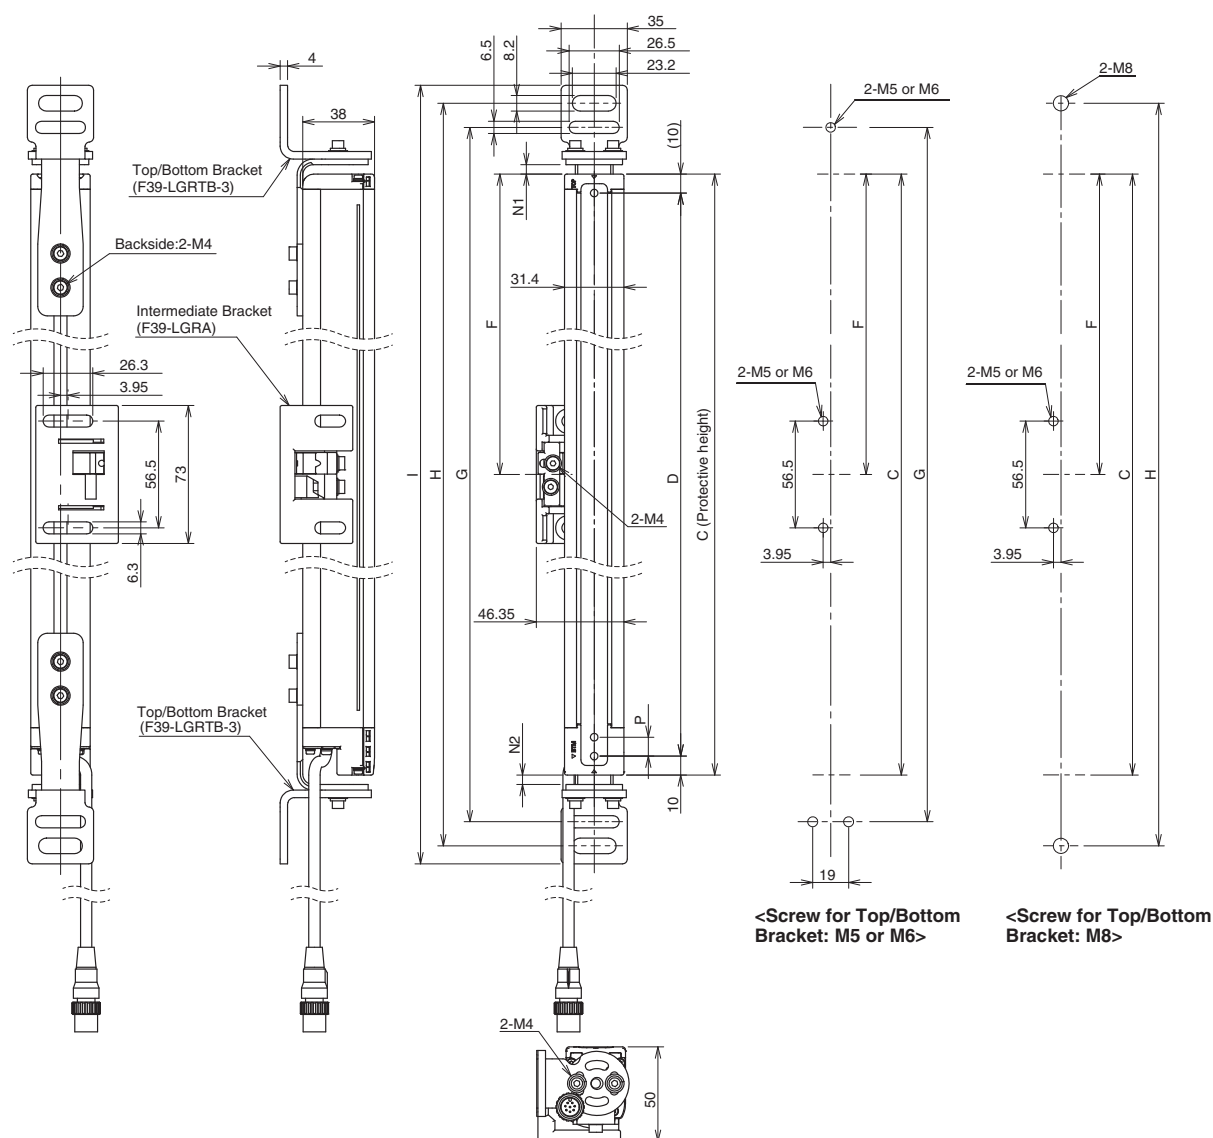 35
26.5
23.2
6.5
8.2
4
38
(10)
2-M5 or M6
2-M8
Top/Bottom Bracket
(F39-LGRTB-3)
N1
Backside:2-M4
31.4
Intermediate Bracket
(F39-LGRA)
F
F
F
26.3
3.95
2-M5 or M6
2-M5 or M6
56.5
73
6.3
I
H
G
D
C (Protective height)
2-M4
56.5
C
G
56.5
C
H
3.95
3.95
46.35
Top/Bottom Bracket
(F39-LGRTB-3)
N2
P
10
19
<Screw for Top/Bottom
Bracket: M5 or M6>
<Screw for Top/Bottom
Bracket: M8>
2-M4
50